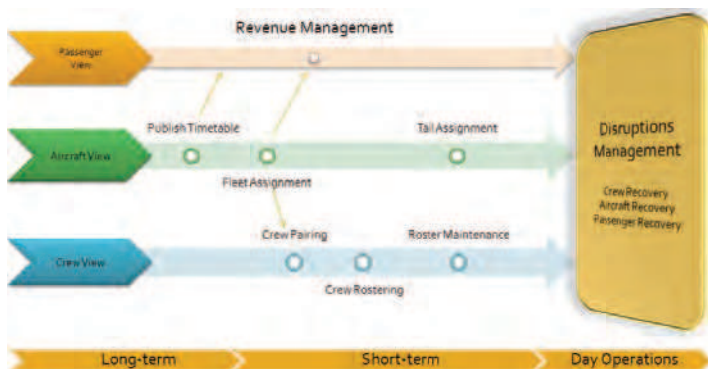 Revenue Management
Passenger
View
Publish Timetable
Tail Assignment
Aircraft View
Fleet Assignment
Crew Pairing
Roster Maintenance
Crew View
Crew Rostering
Disruptions
Management
Crew Recovery
Aircraft Recovery
Passenger Recovery
Long-term
Short-term
Day Operations